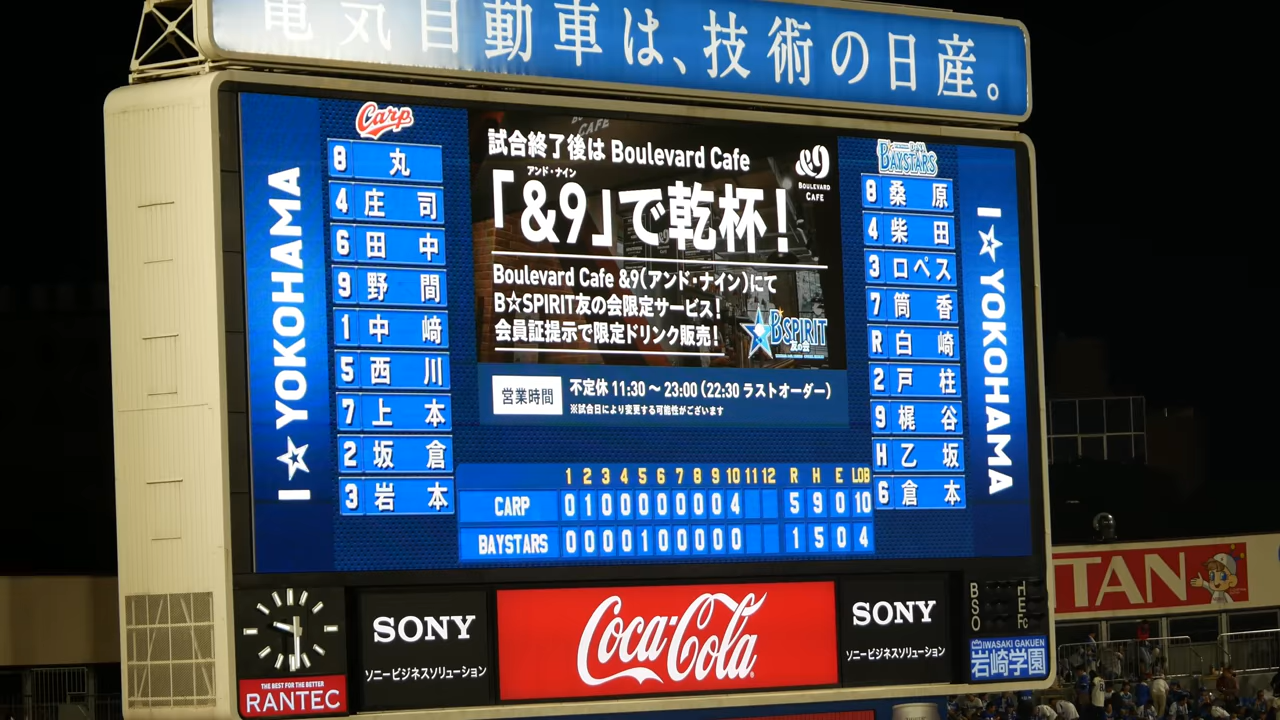 電気自動車は、技術の日産。
I☆YOKOHAMA
Carp
8 丸
4 庄司
6 田中
9 野間
1 中﨑
5 西川
7 上本
2 坂倉
3 岩本
試合終了後は Boulevard Cafe
アンド・ナイン
「&9」で乾杯！
&9
BOULEVARD
CAFE
Boulevard Cafe &9(アンド・ナイン)にて
B☆SPIRIT友の会限定サービス！
会員証提示で限定ドリンク販売！
B☆SPIRIT
友の会
営業時間
不定休 11:30～23:00(22:30 ラストオーダー)
※試合日により変更する可能性がございます
BAYSTARS
8 桑原
4 柴田
3 ロペス
7 筒香
R 白崎
2 戸柱
9 梶谷
H 乙坂
6 倉本
I☆YOKOHAMA
1 2 3 4 5 6 7 8 9 10 11 12 R H E LOB
CARP 0 1 0 0 0 0 0 0 0 4 5 9 0 10
BAYSTARS 0 0 0 0 1 0 0 0 0 0 1 5 0 4
SONY
ソニービジネスソリューション
Coca-Cola
SONY
ソニービジネスソリューション
B
S
O
H
E
Fc
THE BEST FOR THE BETTER
RANTEC
IWASAKI GAKUEN
岩崎学園
TAN